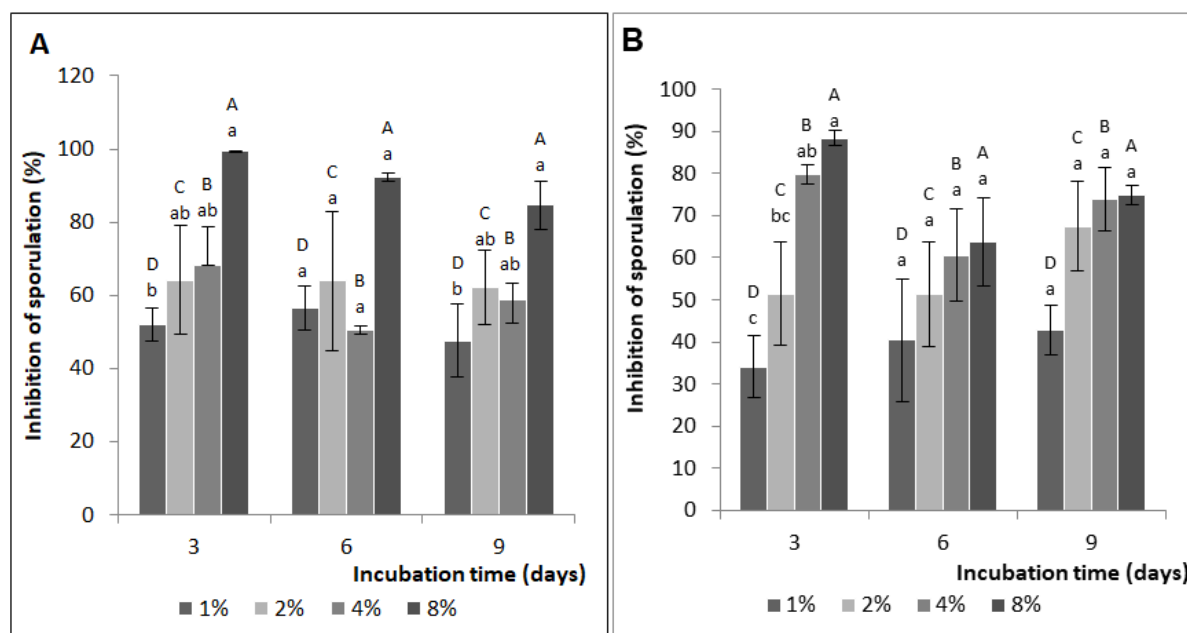 A
Inhibition of sporulation (%)
120
100
80
60
40
20
0
D
b
C
ab
B
ab
A
a
D
a
C
a
B
a
A
a
D
b
C
ab
B
ab
A
a
3
6
9
Incubation time (days)
1% 2% 4% 8%
B
Inhibition of sporulation (%)
100
90
80
70
60
50
40
30
20
10
0
D
c
C
bc
B
ab
A
a
D
a
C
a
B
a
A
a
D
a
C
a
B
a
A
a
3
6
9
Incubation time (days)
1% 2% 4% 8%